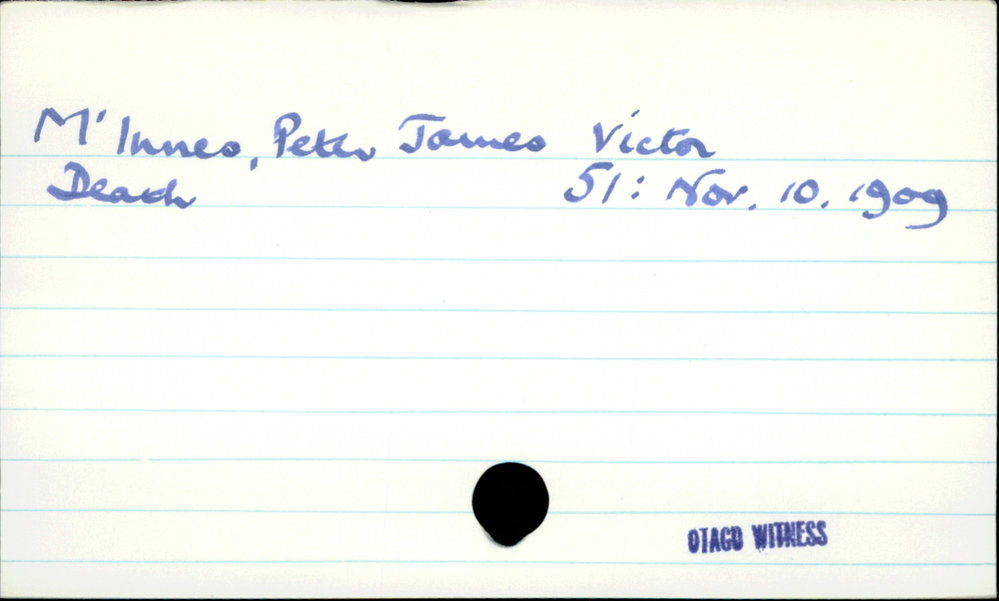 M' Innes, Peter James Victor
Death 51: Nov. 10. 1909
OTAGO WITNESS